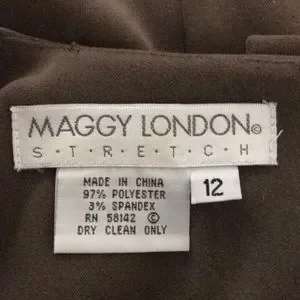 MAGGY LONDON©
S·T·R·E·T·C·H
MADE IN CHINA
97% POLYESTER
3% SPANDEX
RN 58142 ©
DRY CLEAN ONLY
12